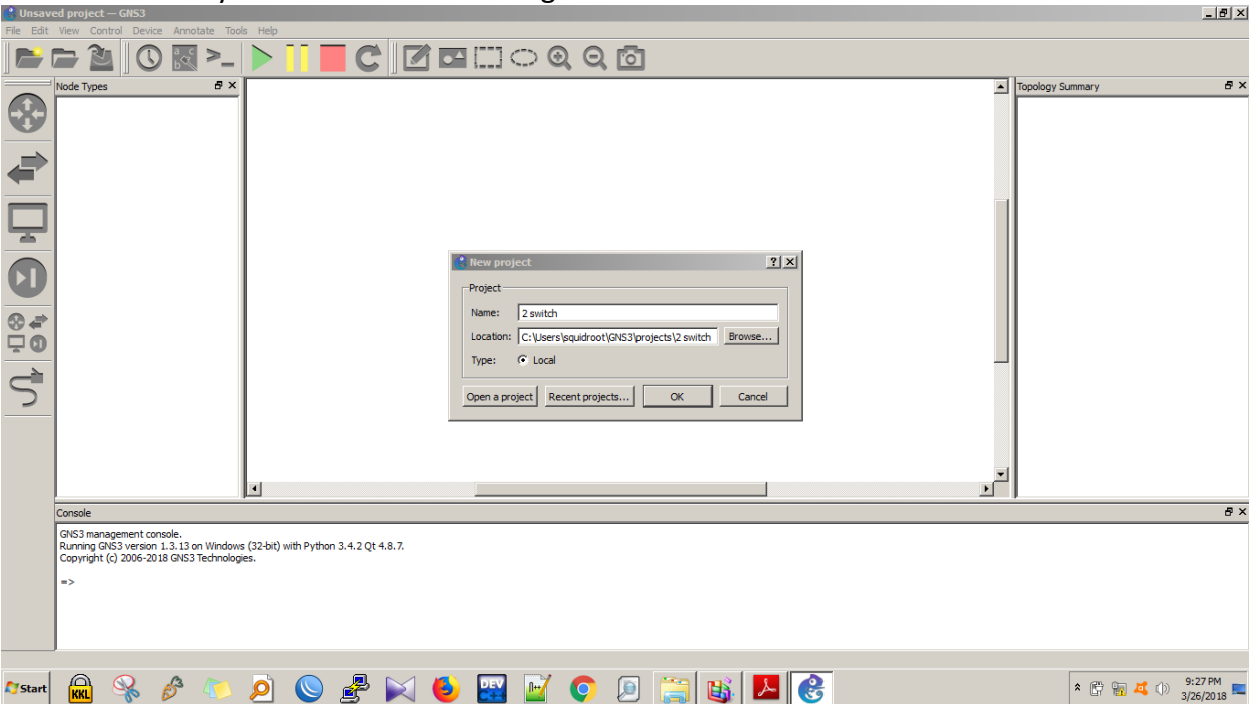 Unsaved project — GNS3
File Edit View Control Device Annotate Tools Help
Node Types
Topology Summary
New project
Project
Name: 2 switch
Location: C:\Users\squidroot\GNS3\projects\2 switch Browse...
Type: Local
Open a project Recent projects... OK Cancel
Console
GNS3 management console.
Running GNS3 version 1.3.13 on Windows (32-bit) with Python 3.4.2 Qt 4.8.7.
Copyright (c) 2006-2018 GNS3 Technologies.
=>
Start
KKL
DEV
C++
9:27 PM
3/26/2018